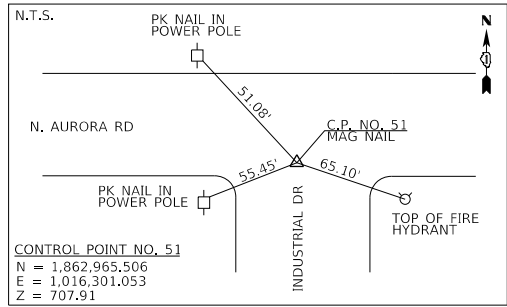 N.T.S.
PK NAIL IN
POWER POLE
N
51.08'
N. AURORA RD
C.P. NO. 51
MAG NAIL
55.45'
65.10'
PK NAIL IN
POWER POLE
INDUSTRIAL DR
TOP OF FIRE
HYDRANT
CONTROL POINT NO. 51
N = 1,862,965.506
E = 1,016,301.053
Z = 707.91